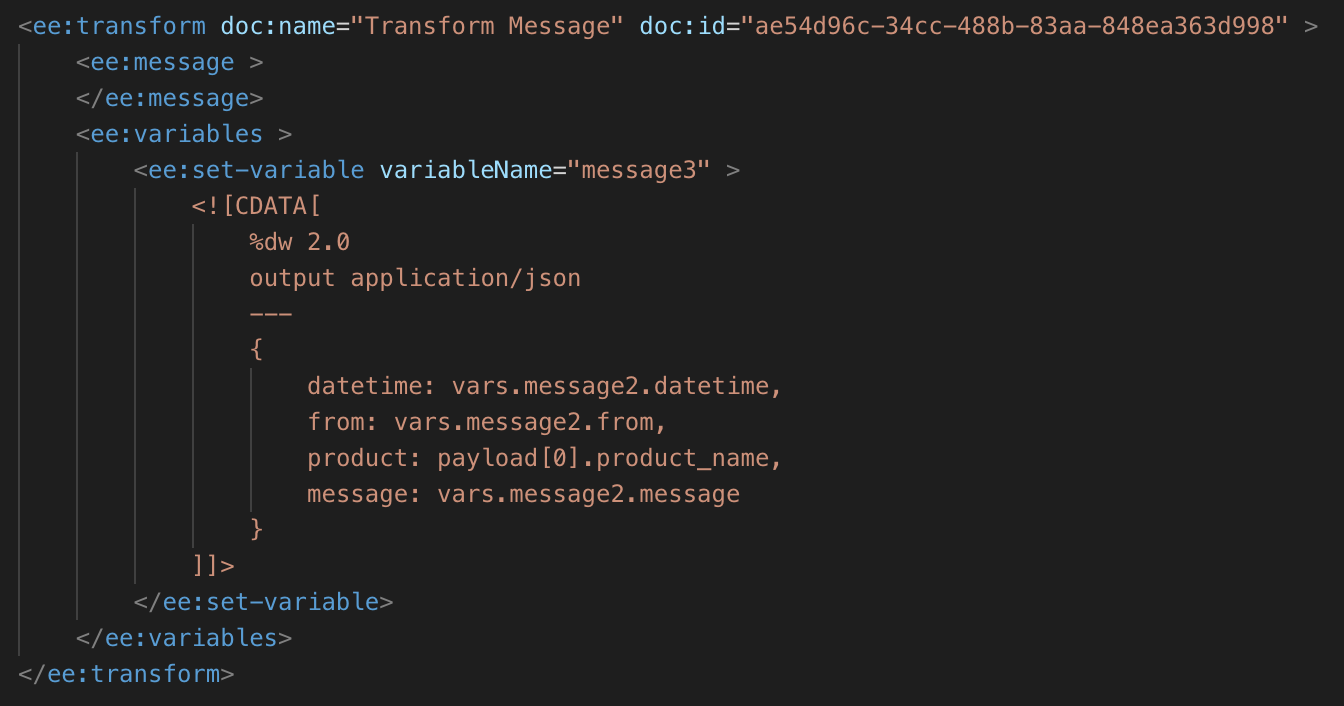 <ee:transform doc:name="Transform Message" doc:id="ae54d96c-34cc-488b-83aa-848ea363d998" >
    <ee:message >
    </ee:message>
    <ee:variables >
        <ee:set-variable variableName="message3" >
            <![CDATA[
                %dw 2.0
                output application/json
                ---
                {
                    datetime: vars.message2.datetime,
                    from: vars.message2.from,
                    product: payload[0].product_name,
                    message: vars.message2.message
                }
            ]]>
        </ee:set-variable>
    </ee:variables>
</ee:transform>